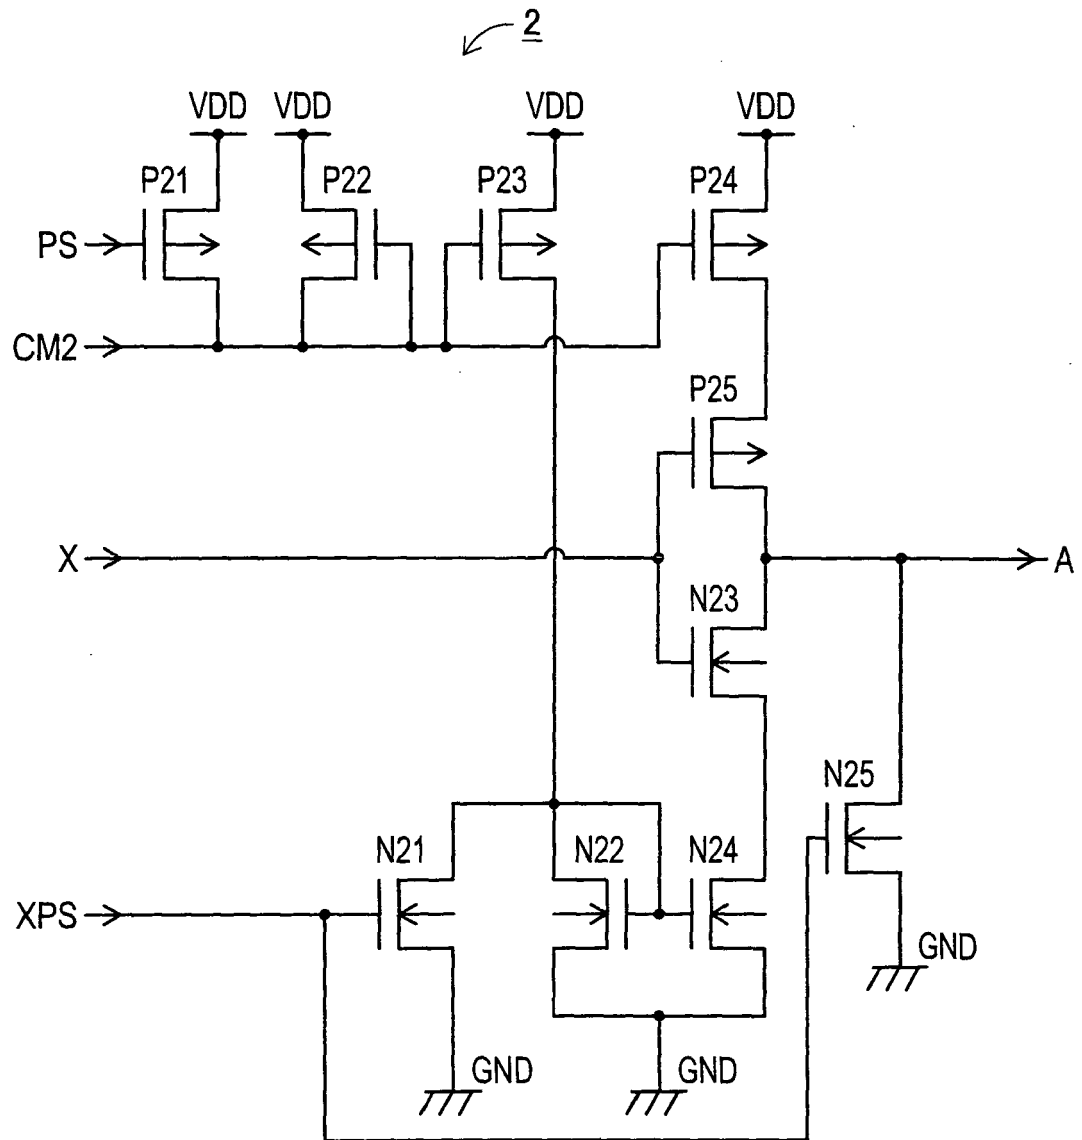 2
VDD VDD VDD VDD
P21 P22 P23 P24
PS
CM2
P25
X A
N23
N25
N21 N22 N24
XPS
GND
GND GND